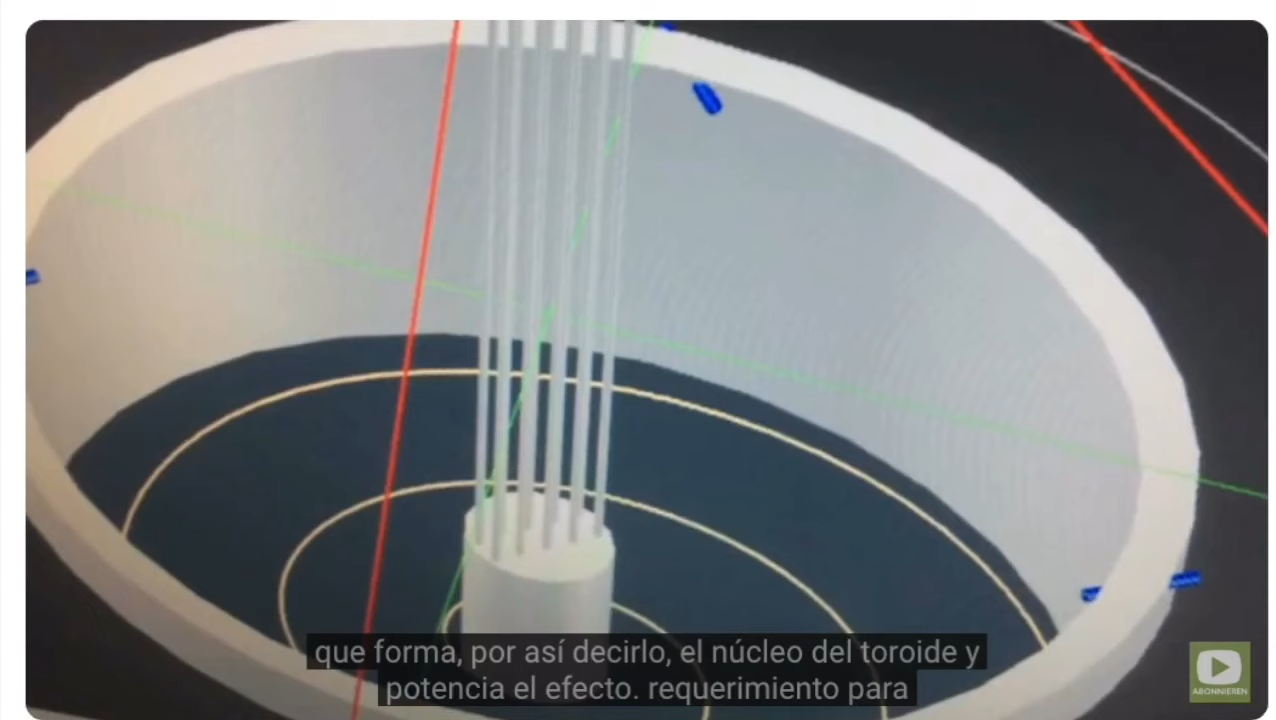 que forma, por así decirlo, el núcleo del toroide y
potencia el efecto. requerimiento para
ABONNIEREN